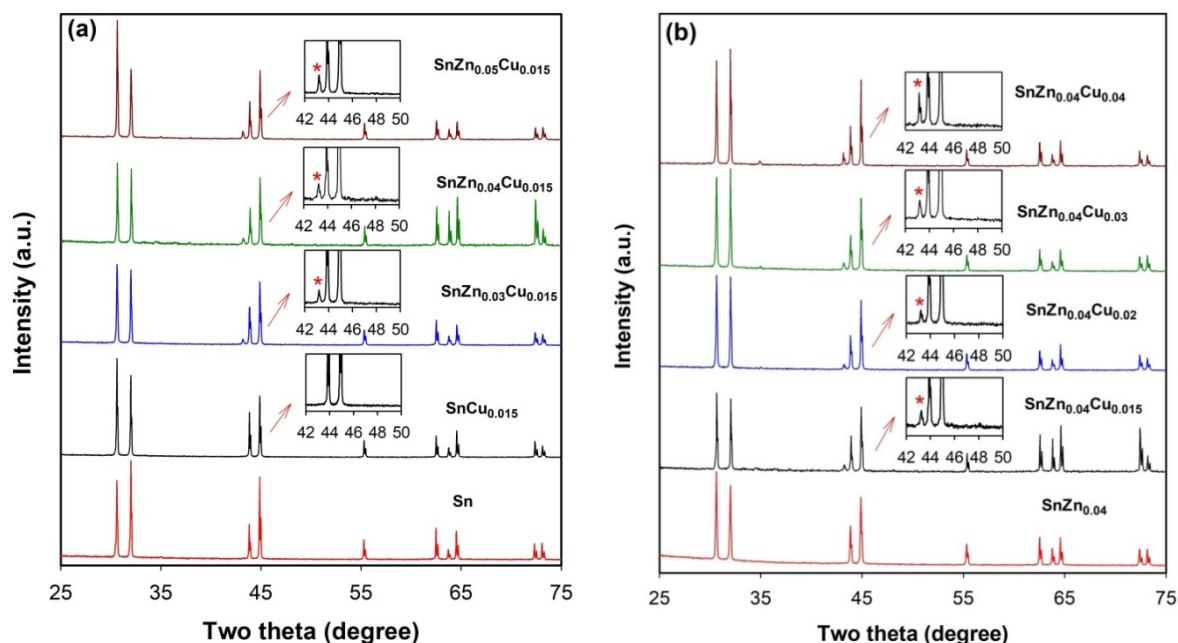 (a)
Intensity (a.u.)
*
42 44 46 48 50
SnZn0.05Cu0.015
*
42 44 46 48 50
SnZn0.04Cu0.015
*
42 44 46 48 50
SnZn0.03Cu0.015
42 44 46 48 50
SnCu0.015
Sn
25 35 45 55 65 75
Two theta (degree)
(b)
Intensity (a.u.)
*
42 44 46 48 50
SnZn0.04Cu0.04
*
42 44 46 48 50
SnZn0.04Cu0.03
*
42 44 46 48 50
SnZn0.04Cu0.02
*
42 44 46 48 50
SnZn0.04Cu0.015
SnZn0.04
25 35 45 55 65 75
Two theta (degree)